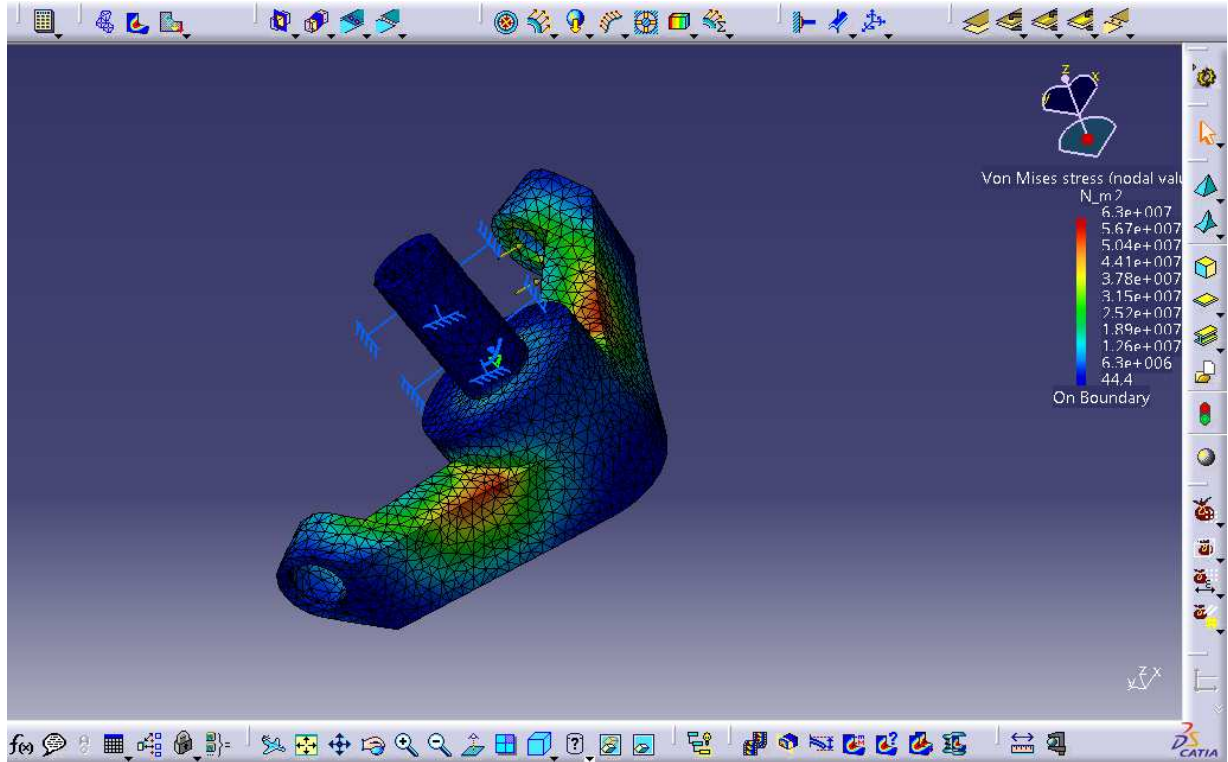 z
x
Von Mises stress (nodal valu
N_m2
6.3e+007
5.67e+007
5.04e+007
4.41e+007
3.78e+007
3.15e+007
2.52e+007
1.89e+007
1.26e+007
6.3e+006
44.4
On Boundary
z x
y
f(x)
?
CATIA